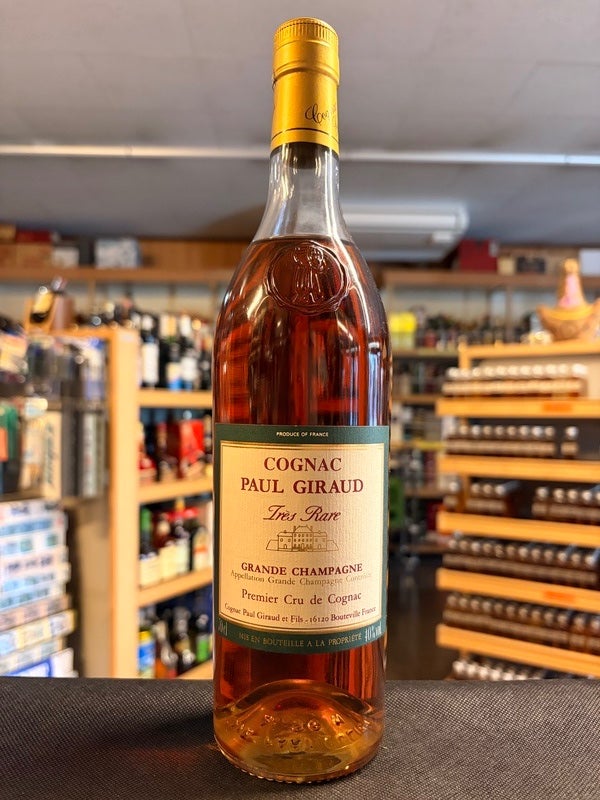 PRODUCE OF FRANCE
COGNAC
PAUL GIRAUD
Très Rare
GRANDE CHAMPAGNE
Appellation Grande Champagne Contrôlée
Premier Cru de Cognac
Cognac Paul Giraud et Fils - 16120 Bouteville France
MIS EN BOUTEILLE A LA PROPRIÉTÉ 40%